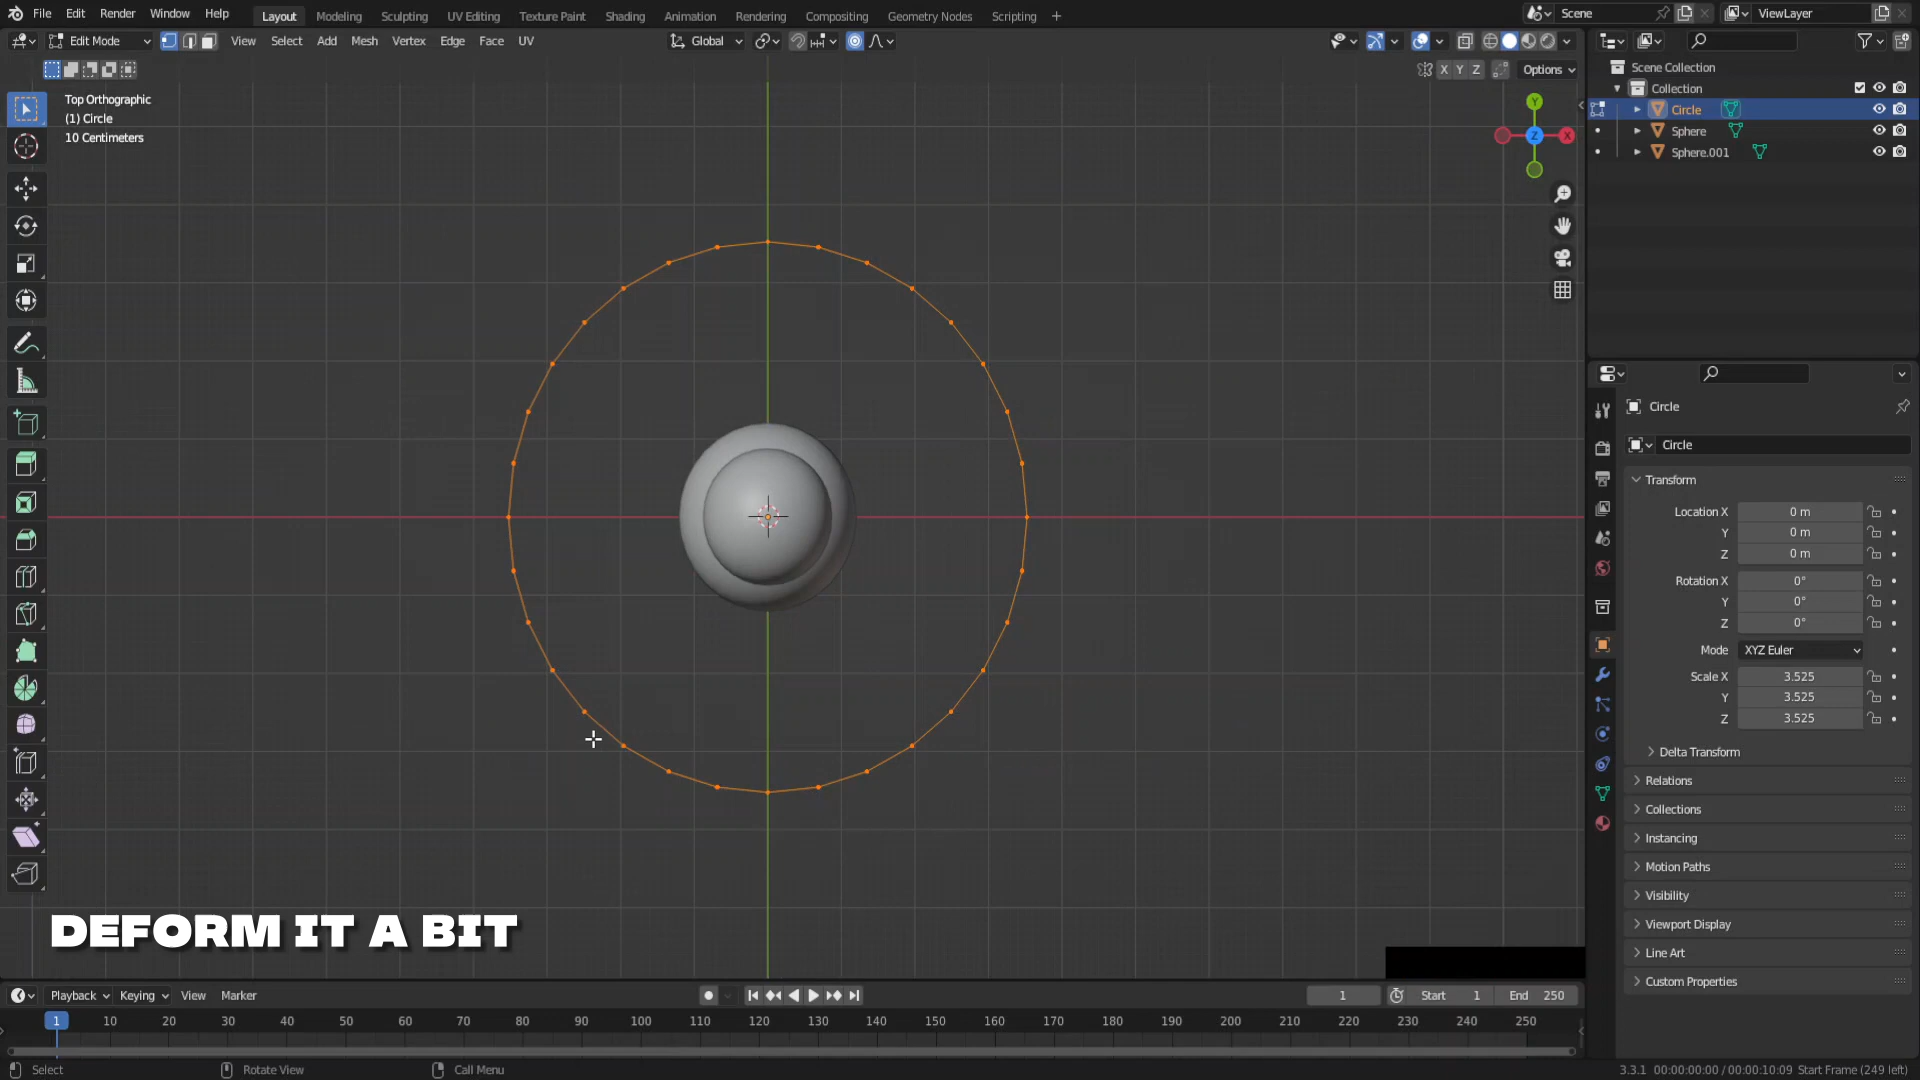 File Edit Render Window Help Layout Modeling Sculpting UV Editing Texture Paint Shading Animation Rendering Compositing Geometry Nodes Scripting Scene ViewLayer
Edit Mode View Select Add Mesh Vertex Edge Face UV Global
X Y Z Options
Top Orthographic
(1) Circle
10 Centimeters
Y
Z X
Scene Collection
Collection
Circle
Sphere
Sphere.001
Circle
Circle
Transform
Location X 0 m
Y 0 m
Z 0 m
Rotation X 0°
Y 0°
Z 0°
Mode XYZ Euler
Scale X 3.525
Y 3.525
Z 3.525
Delta Transform
Relations
Collections
Instancing
Motion Paths
Visibility
Viewport Display
Line Art
Custom Properties
DEFORM IT A BIT
Playback Keying View Marker 1 Start 1 End 250
1 10 20 30 40 50 60 70 80 90 100 110 120 130 140 150 160 170 180 190 200 210 220 230 240 250
Select Rotate View Call Menu 3.3.1 00:00:00:00 / 00:00:10:09 Start Frame (249 left)